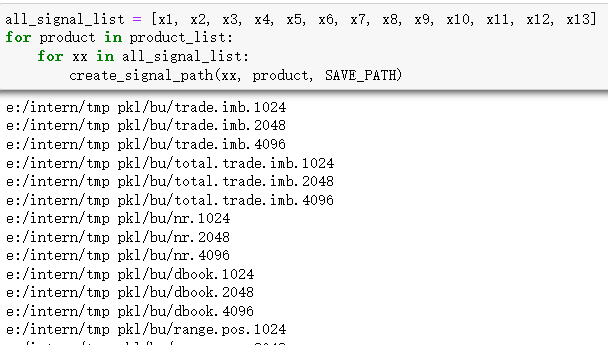 all_signal_list = [x1, x2, x3, x4, x5, x6, x7, x8, x9, x10, x11, x12, x13]
for product in product_list:
    for xx in all_signal_list:
        create_signal_path(xx, product, SAVE_PATH)
e:/intern/tmp pkl/bu/trade.imb.1024
e:/intern/tmp pkl/bu/trade.imb.2048
e:/intern/tmp pkl/bu/trade.imb.4096
e:/intern/tmp pkl/bu/total.trade.imb.1024
e:/intern/tmp pkl/bu/total.trade.imb.2048
e:/intern/tmp pkl/bu/total.trade.imb.4096
e:/intern/tmp pkl/bu/nr.1024
e:/intern/tmp pkl/bu/nr.2048
e:/intern/tmp pkl/bu/nr.4096
e:/intern/tmp pkl/bu/dbook.1024
e:/intern/tmp pkl/bu/dbook.2048
e:/intern/tmp pkl/bu/dbook.4096
e:/intern/tmp pkl/bu/range.pos.1024